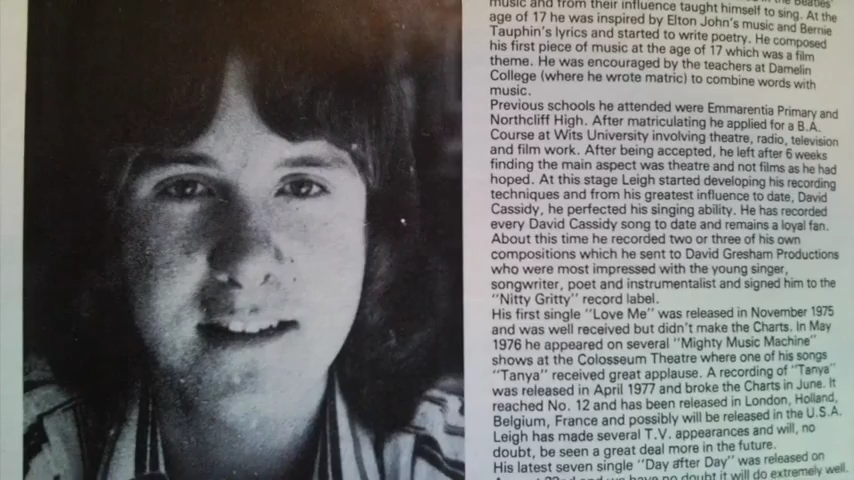 music and from their influence taught himself to sing. At the
age of 17 he was inspired by Elton John's music and Bernie
Tauphin's lyrics and started to write poetry. He composed
his first piece of music at the age of 17 which was a film
theme. He was encouraged by the teachers at Damelin
College (where he wrote matric) to combine words with
music.
Previous schools he attended were Emmarentia Primary and
Northcliff High. After matriculating he applied for a B.A.
Course at Wits University involving theatre, radio, television
and film work. After being accepted, he left after 6 weeks
finding the main aspect was theatre and not films as he had
hoped. At this stage Leigh started developing his recording
techniques and from his greatest influence to date, David
Cassidy, he perfected his singing ability. He has recorded
every David Cassidy song to date and remains a loyal fan.
About this time he recorded two or three of his own
compositions which he sent to David Gresham Productions
who were most impressed with the young singer,
songwriter, poet and instrumentalist and signed him to the
"Nitty Gritty" record label.
His first single "Love Me" was released in November 1975
and was well received but didn't make the Charts. In May
1976 he appeared on several "Mighty Music Machine"
shows at the Colosseum Theatre where one of his songs
"Tanya" received great applause. A recording of "Tanya"
was released in April 1977 and broke the Charts in June. It
reached No. 12 and has been released in London, Holland,
Belgium, France and possibly will be released in the U.S.A.
Leigh has made several T.V. appearances and will, no
doubt, be seen a great deal more in the future.
His latest seven single "Day after Day" was released on
no doubt it will do extremely well.